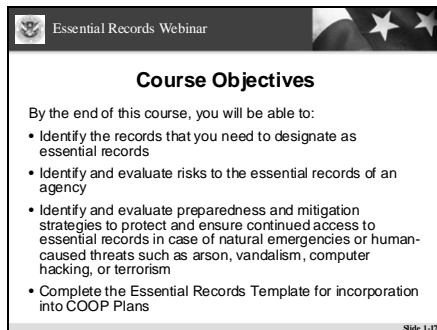 Essential Records Webinar
Course Objectives
By the end of this course, you will be able to:
• Identify the records that you need to designate as
essential records
• Identify and evaluate risks to the essential records of an
agency
• Identify and evaluate preparedness and mitigation
strategies to protect and ensure continued access to
essential records in case of natural emergencies or human-
caused threats such as arson, vandalism, computer
hacking, or terrorism
• Complete the Essential Records Template for incorporation
into COOP Plans
Slide 1-17